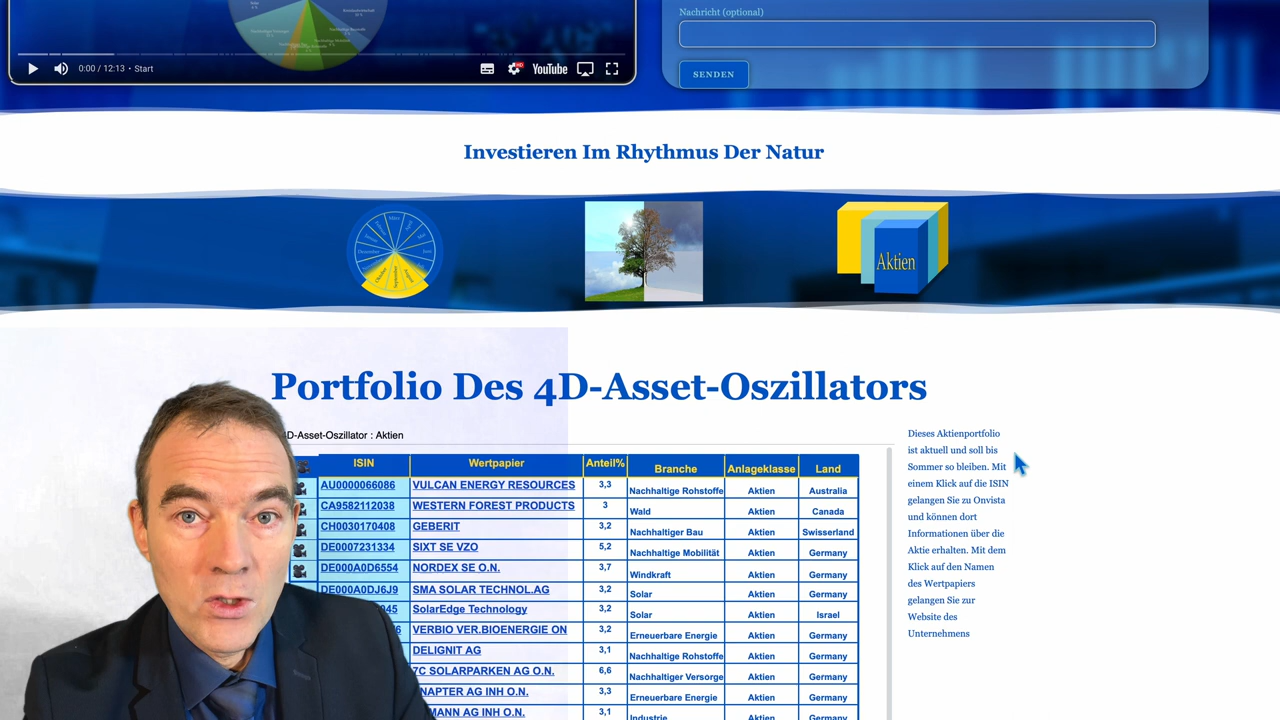 Nachricht (optional)
0:00 / 12:13 • Start
YouTube
SENDEN
Investieren Im Rhythmus Der Natur
Aktien
Portfolio Des 4D-Asset-Oszillators
4D-Asset-Oszillator : Aktien
ISIN Wertpapier Anteil% Branche Anlageklasse Land
AU0000066086 VULCAN ENERGY RESOURCES 3,3 Nachhaltige Rohstoffe Aktien Australia
CA9582112038 WESTERN FOREST PRODUCTS 3 Wald Aktien Canada
CH0030170408 GEBERIT 3,2 Nachhaltiger Bau Aktien Swisserland
DE0007231334 SIXT SE VZO 5,2 Nachhaltige Mobilität Aktien Germany
DE000A0D6554 NORDEX SE O.N. 3,7 Windkraft Aktien Germany
DE000A0DJ6J9 SMA SOLAR TECHNOL.AG 3,2 Solar Aktien Germany
945 SolarEdge Technology 3,2 Solar Aktien Israel
6 VERBIO VER.BIOENERGIE ON 3,2 Erneuerbare Energie Aktien Germany
DELIGNIT AG 3,1 Nachhaltige Rohstoffe Aktien Germany
7C SOLARPARKEN AG O.N. 6,6 Nachhaltiger Versorge Aktien Germany
NAPTER AG INH O.N. 3,3 Erneuerbare Energie Aktien Germany
MANN AG INH O.N. 3,1 Industrie Aktien Germany
Dieses Aktienportfolio
ist aktuell und soll bis
Sommer so bleiben. Mit
einem Klick auf die ISIN
gelangen Sie zu Onvista
und können dort
Informationen über die
Aktie erhalten. Mit dem
Klick auf den Namen
des Wertpapiers
gelangen Sie zur
Website des
Unternehmens